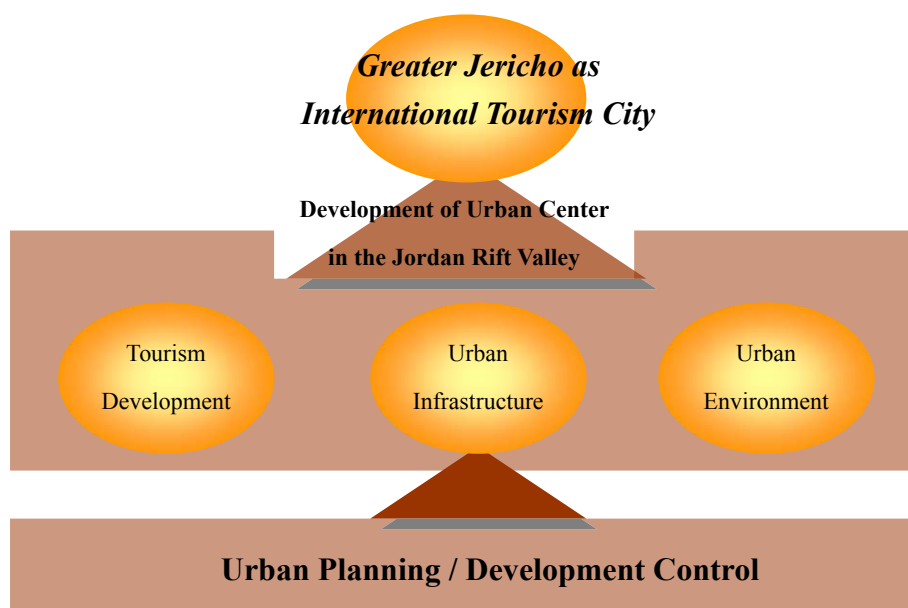 Greater Jericho as
International Tourism City
Development of Urban Center
in the Jordan Rift Valley
Tourism
Development
Urban
Infrastructure
Urban
Environment
Urban Planning / Development Control